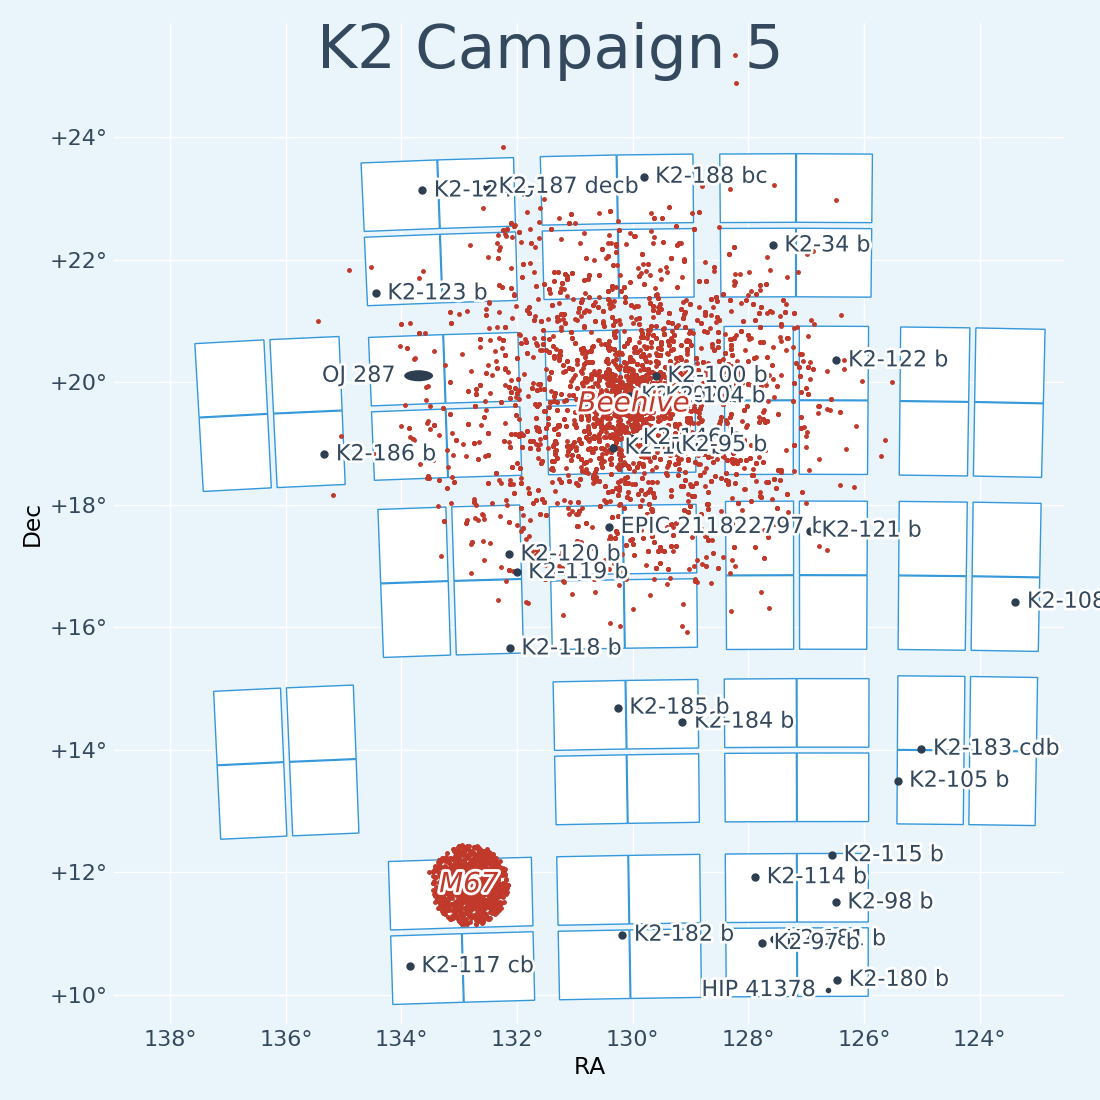 K2 Campaign 5
+24°
K2-187 decb
K2-188 bc
+22°
K2-34 b
K2-123 b
+20°
OJ 287
K2-100 b
K2-122 b
K2-104 b
Beehive
K2-95 b
K2-186 b
+18°
EPIC 211822797 b
K2-121 b
K2-120 b
K2-119 b
+16°
K2-108
K2-118 b
K2-185 b
K2-184 b
+14°
K2-183 cdb
K2-105 b
+12°
M67
K2-115 b
K2-114 b
K2-98 b
K2-182 b
K2-97 b
K2-117 cb
K2-180 b
HIP 41378
+10°
138°
136°
134°
132°
130°
128°
126°
124°
RA
Dec